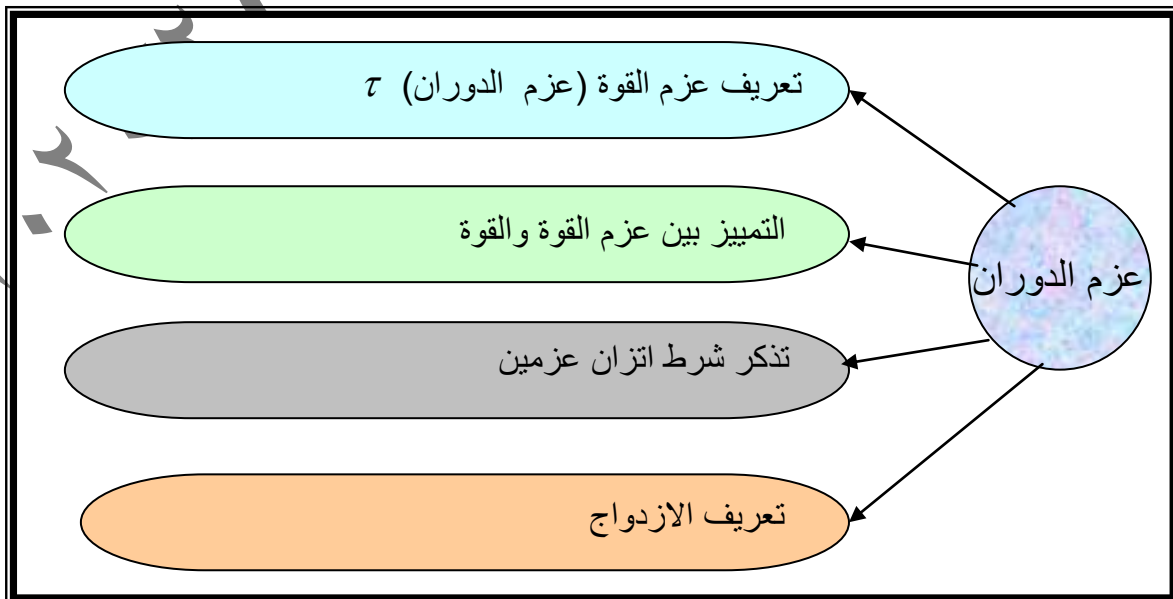 تعريف عزم القوة (عزم الدوران) τ
التمييز بين عزم القوة والقوة
عزم الدوران
تذكر شرط اتزان عزمين
تعريف الازدواج